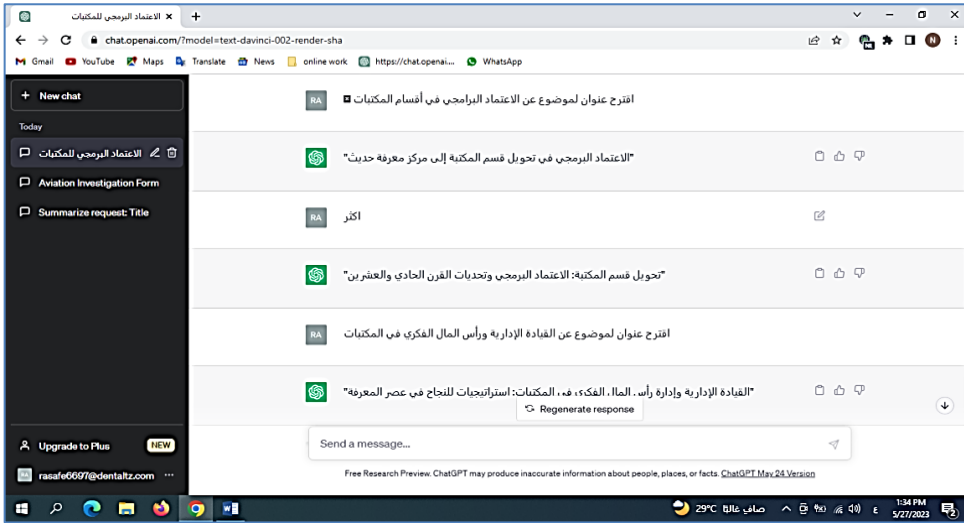 الاعتماد البرمجي للمكتبات
chat.openai.com/?model=text-davinci-002-render-sha
N
Gmail YouTube Maps Translate News online work https://chat.openai.... WhatsApp
+ New chat
Today
الاعتماد البرمجي للمكتبات
Aviation Investigation Form
Summarize request: Title
RA اقترح عنوان لموضوع عن الاعتماد البرامجي في أقسام المكتبات
"الاعتماد البرمجي في تحويل قسم المكتبة إلى مركز معرفة حديث"
RA اكثر
"تحويل قسم المكتبة: الاعتماد البرمجي وتحديات القرن الحادي والعشرين"
RA اقترح عنوان لموضوع عن القيادة الإدارية ورأس المال الفكري في المكتبات
"القيادة الإدارية وإدارة رأس المال الفكري في المكتبات: استراتيجيات للنجاح في عصر المعرفة"
Regenerate response
Send a message...
Free Research Preview. ChatGPT may produce inaccurate information about people, places, or facts. ChatGPT May 24 Version
Upgrade to Plus NEW
rasafe6697@dentaltz.com
29°C صافي غالبًا
ع
1:34 PM
5/27/2023
2